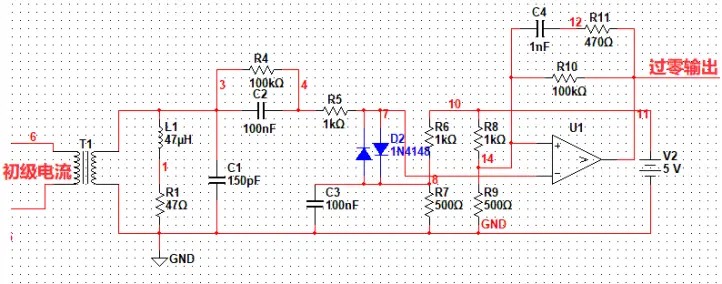 C4
12
R11
1nF
470Ω
R4
R10
过零输出
3
100kΩ
4
100kΩ
C2
6
T1
R5
7
10
11
L1
100nF
1kΩ
D2
R6
R8
U1
47µH
1N4148
1kΩ
1kΩ
V2
初级电流
1
C1
14
5 V
150pF
8
R1
C3
R7
R9
47Ω
100nF
500Ω
500Ω
GND
GND